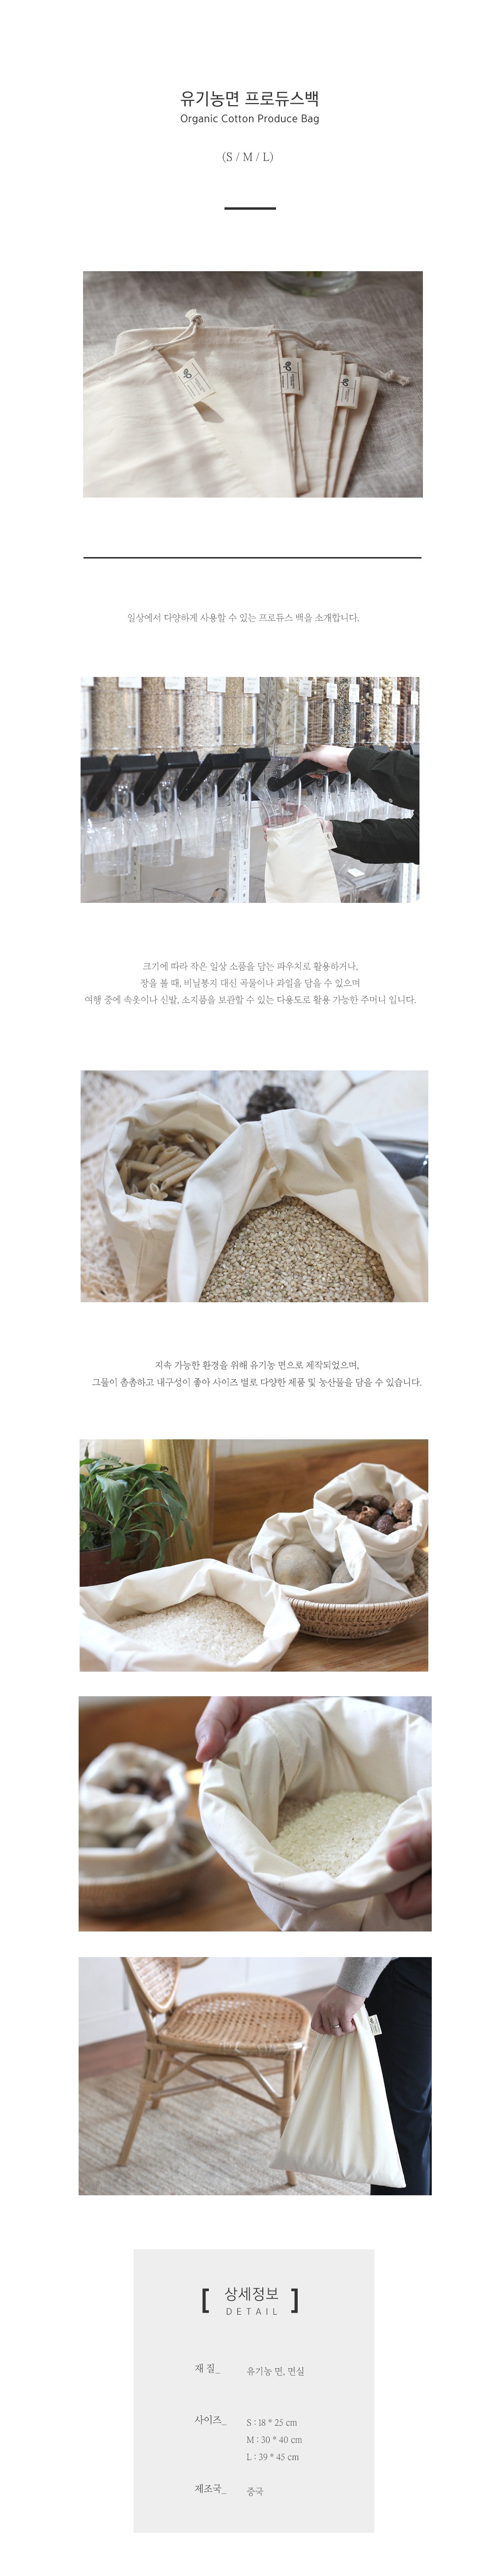 유기농면 프로듀스백
Organic Cotton Produce Bag
(S / M / L)
일상에서 다양하게 사용할 수 있는 프로듀스 백을 소개합니다.
크기에 따라 작은 일상 소품을 담는 파우치로 활용하거나,
장을 볼 때, 비닐봉지 대신 곡물이나 과일을 담을 수 있으며
여행 중에 속옷이나 신발, 소지품을 보관할 수 있는 다용도로 활용 가능한 주머니 입니다.
지속 가능한 환경을 위해 유기농 면으로 제작되었으며,
그물이 촘촘하고 내구성이 좋아 사이즈 별로 다양한 제품 및 농산물을 담을 수 있습니다.
[ 상세정보 ]
DETAIL
재 질_ 유기농 면, 면실
사이즈_ S : 18 * 25 cm
M : 30 * 40 cm
L : 39 * 45 cm
제조국_ 중국